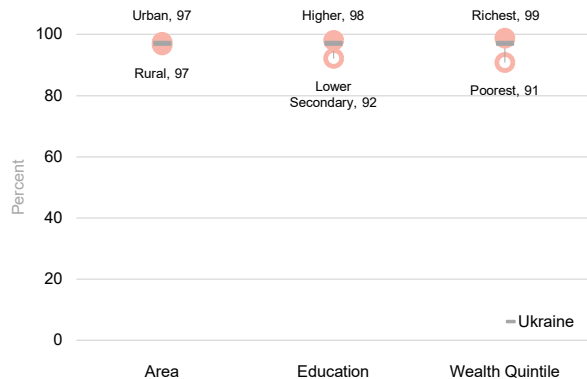 Urban, 97
Higher, 98
Richest, 99
100
Rural, 97
Lower
Secondary, 92
Poorest, 91
80
60
Percent
40
20
Ukraine
0
Area
Education
Wealth Quintile